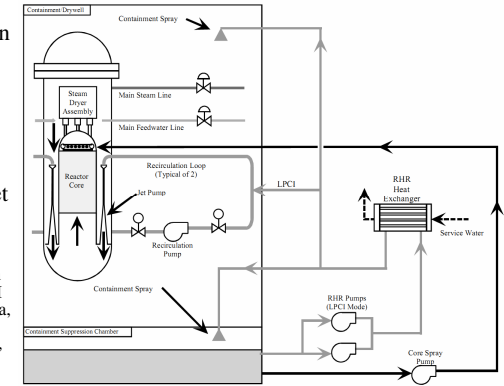 Containment/Drywell
Containment Spray
Steam
Dryer
Assembly
Main Steam Line
Main Feedwater Line
Recirculation Loop
(Typical of 2)
Reactor
Core
Jet Pump
LPCI
RHR
Heat
Exchanger
Service Water
Recirculation
Pump
Containment Spray
RHR Pumps
(LPCI Mode)
Containment Suppression Chamber
Core Spray
Pump
n
et
a,
,